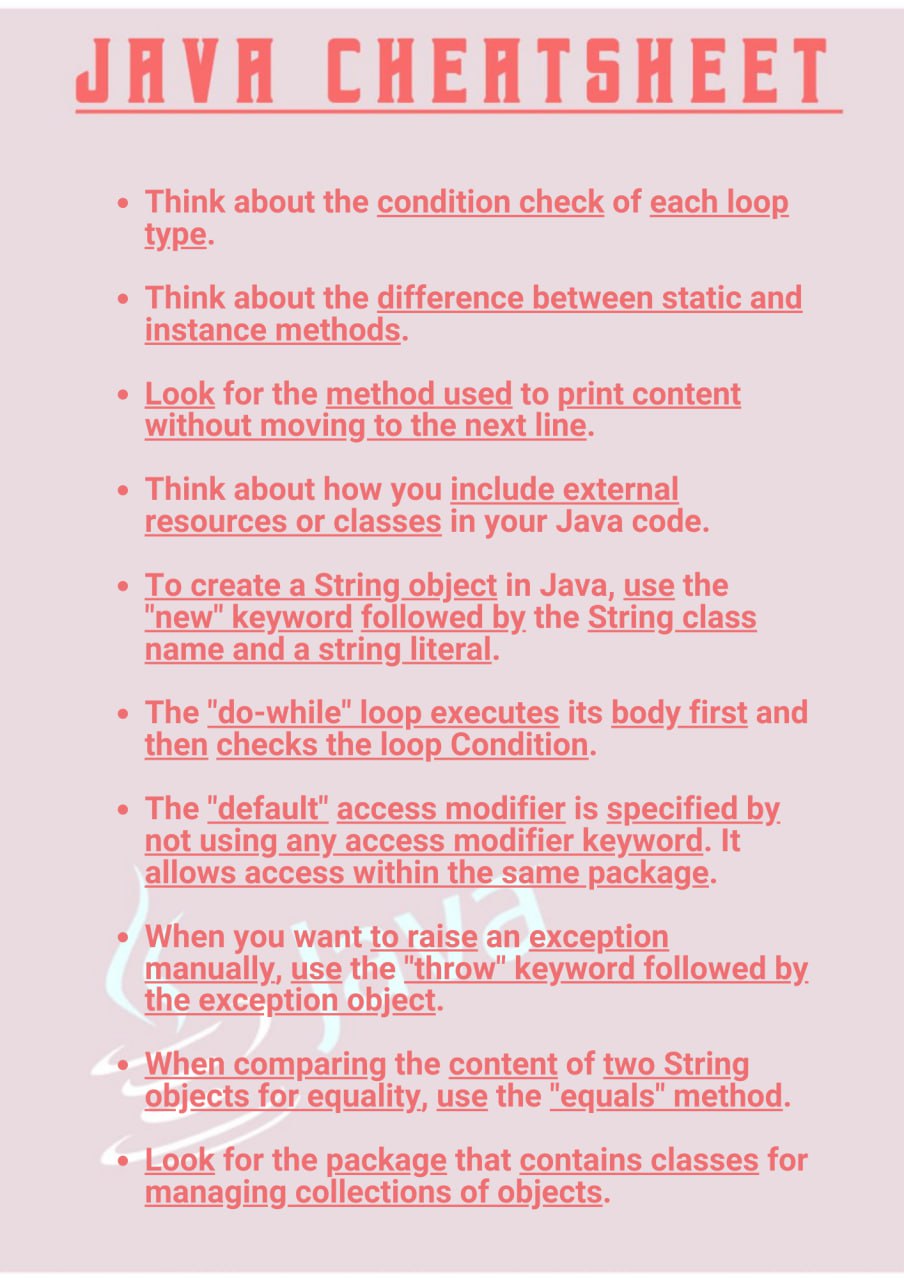 JAVA CHEATSHEET
• Think about the condition check of each loop
type.
• Think about the difference between static and
instance methods.
• Look for the method used to print content
without moving to the next line.
• Think about how you include external
resources or classes in your Java code.
• To create a String object in Java, use the
"new" keyword followed by the String class
name and a string literal.
• The "do-while" loop executes its body first and
then checks the loop Condition.
• The "default" access modifier is specified by
not using any access modifier keyword. It
allows access within the same package.
Java
• When you want to raise an exception
manually, use the "throw" keyword followed by
the exception object.
• When comparing the content of two String
objects for equality, use the "equals" method.
• Look for the package that contains classes for
managing collections of objects.